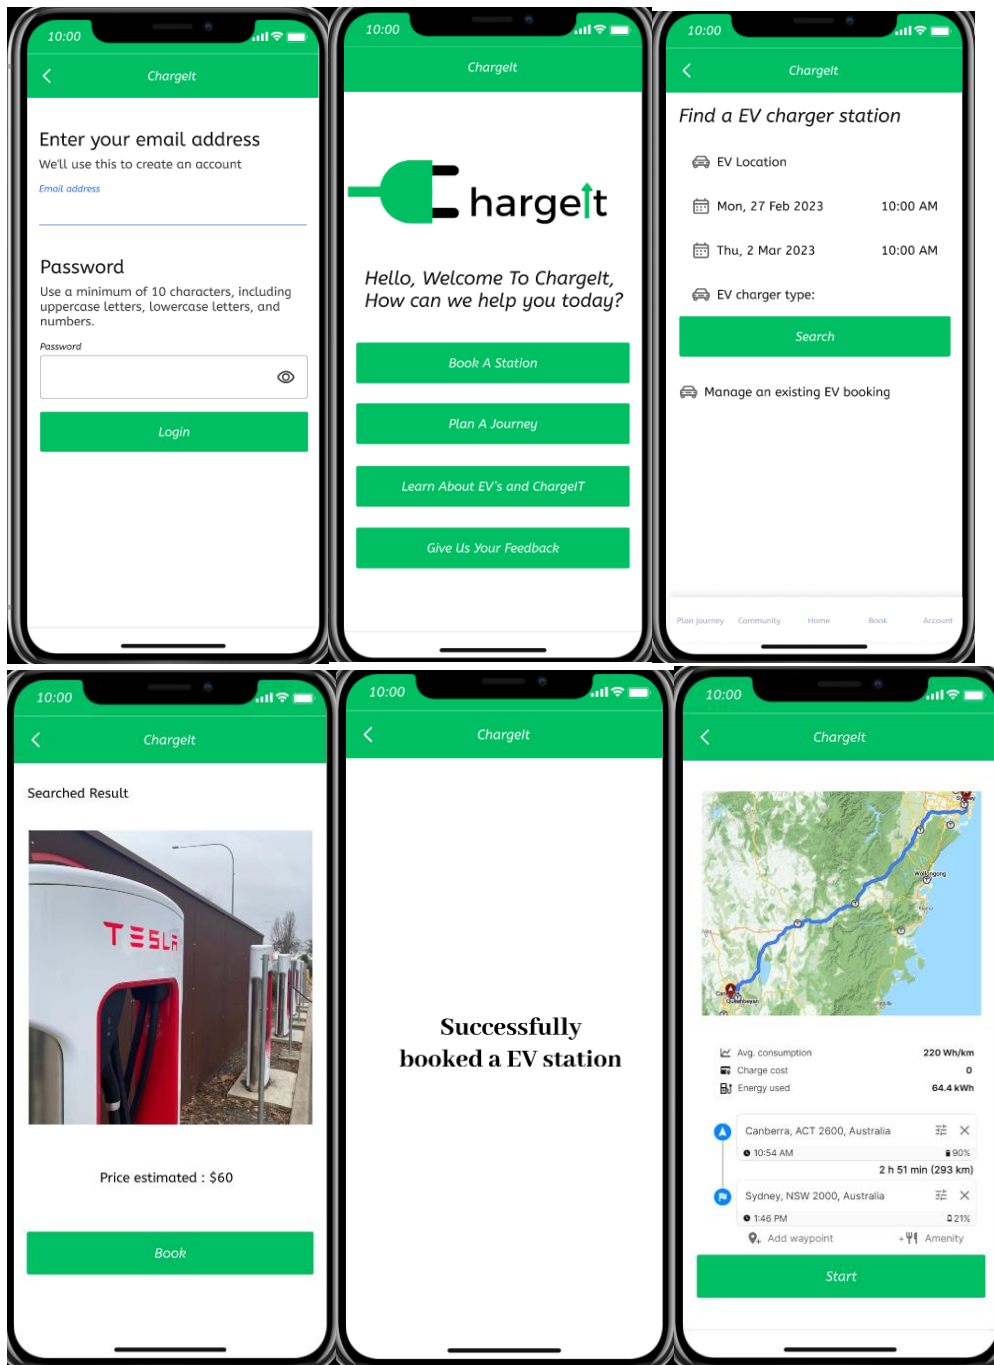 10:00
ChargeIt
Enter your email address
We'll use this to create an account
Email address
Password
Use a minimum of 10 characters, including
uppercase letters, lowercase letters, and
numbers.
Password
Login
10:00
ChargeIt
hargeIt
Hello, Welcome To ChargeIt,
How can we help you today?
Book A Station
Plan A Journey
Learn About EV's and ChargeIT
Give Us Your Feedback
10:00
ChargeIt
Find a EV charger station
EV Location
Mon, 27 Feb 2023 10:00 AM
Thu, 2 Mar 2023 10:00 AM
EV charger type:
Search
Manage an existing EV booking
Plan journey Community Home Book Account
10:00
ChargeIt
Searched Result
TESLA
Price estimated : $60
Book
10:00
ChargeIt
Successfully
booked a EV station
10:00
ChargeIt
Sydney
Wollongong
Queanbeyan
Avg. consumption 220 Wh/km
Charge cost 0
Energy used 64.4 kWh
Canberra, ACT 2600, Australia
10:54 AM 90%
2 h 51 min (293 km)
Sydney, NSW 2000, Australia
1:46 PM 21%
Add waypoint Amenity
Start